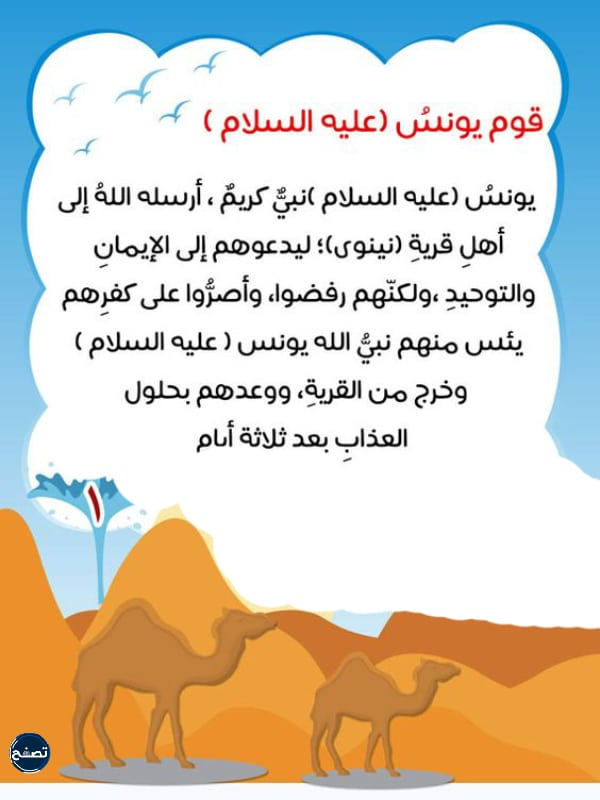 قوم يونسُ (عليه السلام )
يونسُ (عليه السلام )نبيٌّ كريمٌ ، أرسله اللهُ إلى
أهلِ قريةِ (نينوى)؛ ليدعوهم إلى الإيمانِ
والتوحيدِ ،ولكنّهم رفضوا، وأصرُّوا على كفرِهم
يئس منهم نبيُّ الله يونس ( عليه السلام )
وخرج من القريةِ، ووعدهم بحلول
العذابِ بعد ثلاثة أيام
١
تصفح